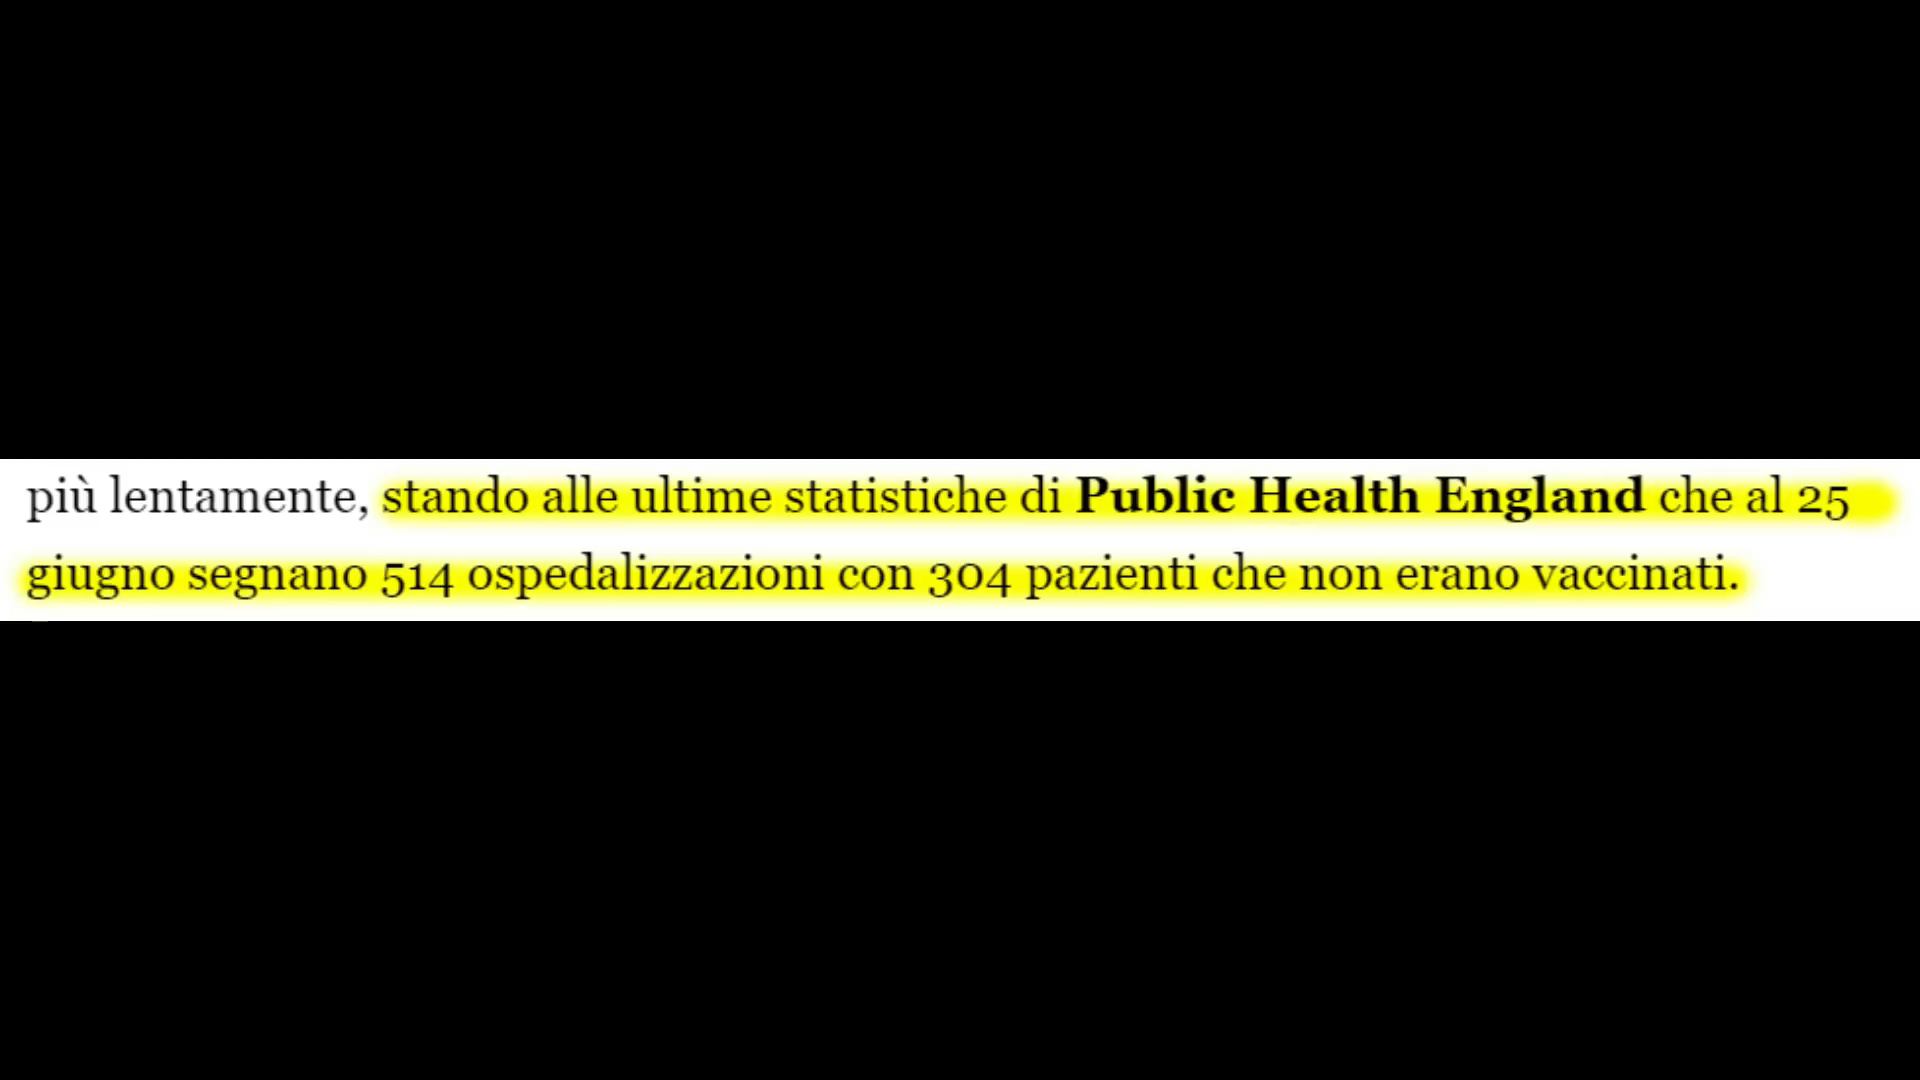 più lentamente, stando alle ultime statistiche di Public Health England che al 25
giugno segnano 514 ospedalizzazioni con 304 pazienti che non erano vaccinati.